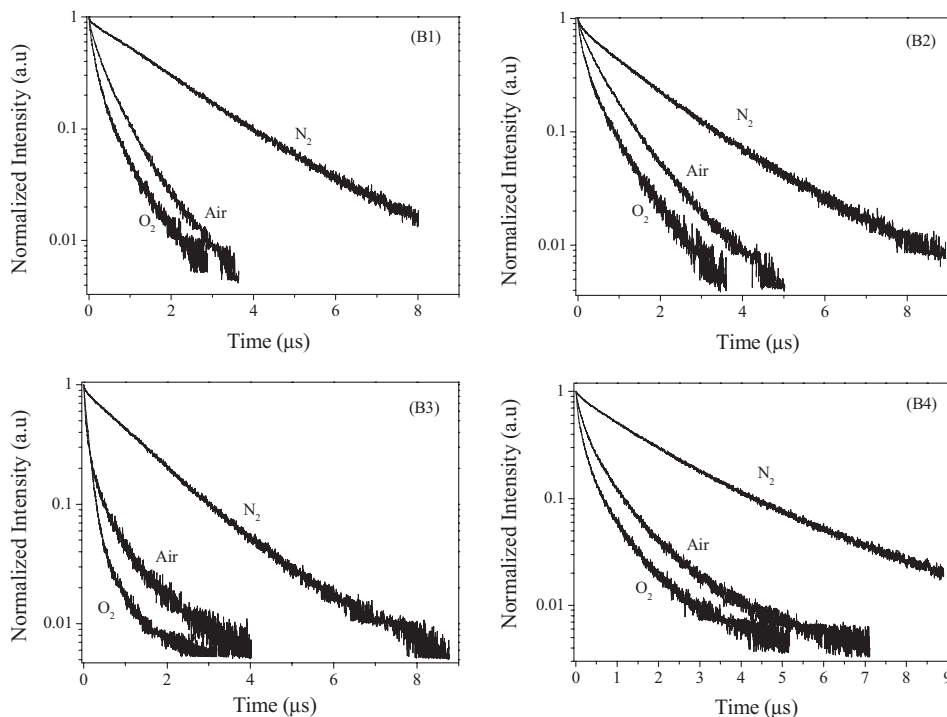 (B1)
Normalized Intensity (a.u)
1
0.1
0.01
N₂
Air
O₂
0 2 4 6 8
Time (µs)
(B2)
Normalized Intensity (a.u)
1
0.1
0.01
N₂
Air
O₂
0 2 4 6 8
Time (µs)
(B3)
Normalized Intensity (a.u)
1
0.1
0.01
N₂
Air
O₂
0 2 4 6 8
Time (µs)
(B4)
Normalized Intensity (a.u)
1
0.1
0.01
N₂
Air
O₂
0 1 2 3 4 5 6 7 8 9
Time (µs)